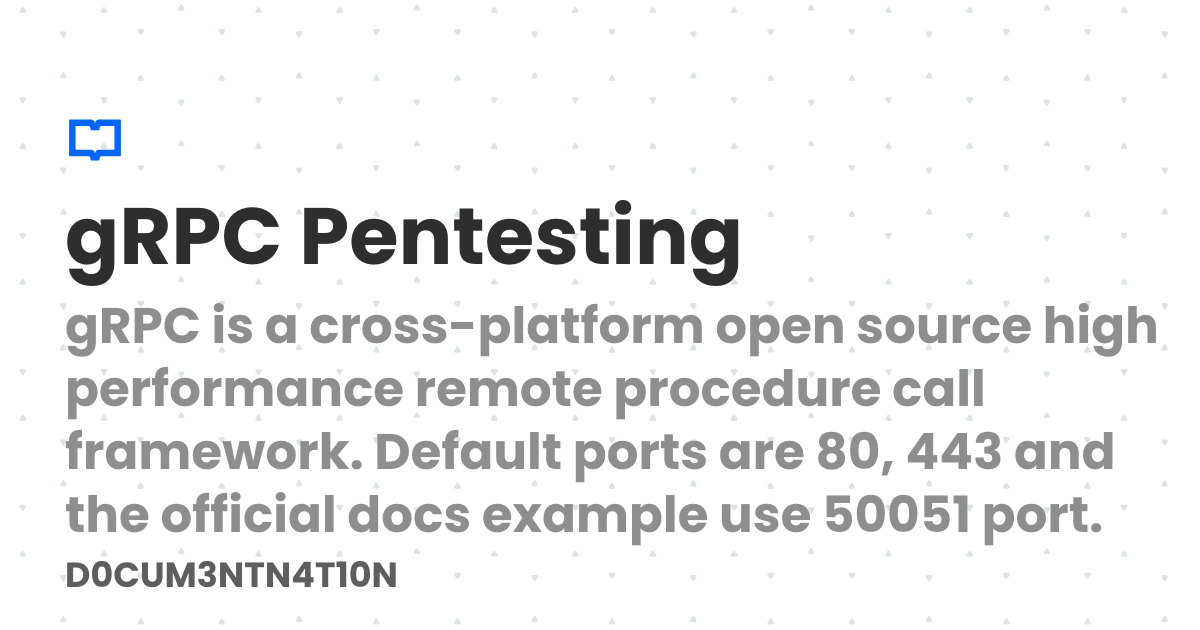 gRPC Pentesting
gRPC is a cross-platform open source high
performance remote procedure call
framework. Default ports are 80, 443 and
the official docs example use 50051 port.
D0CUM3NTN4T10N